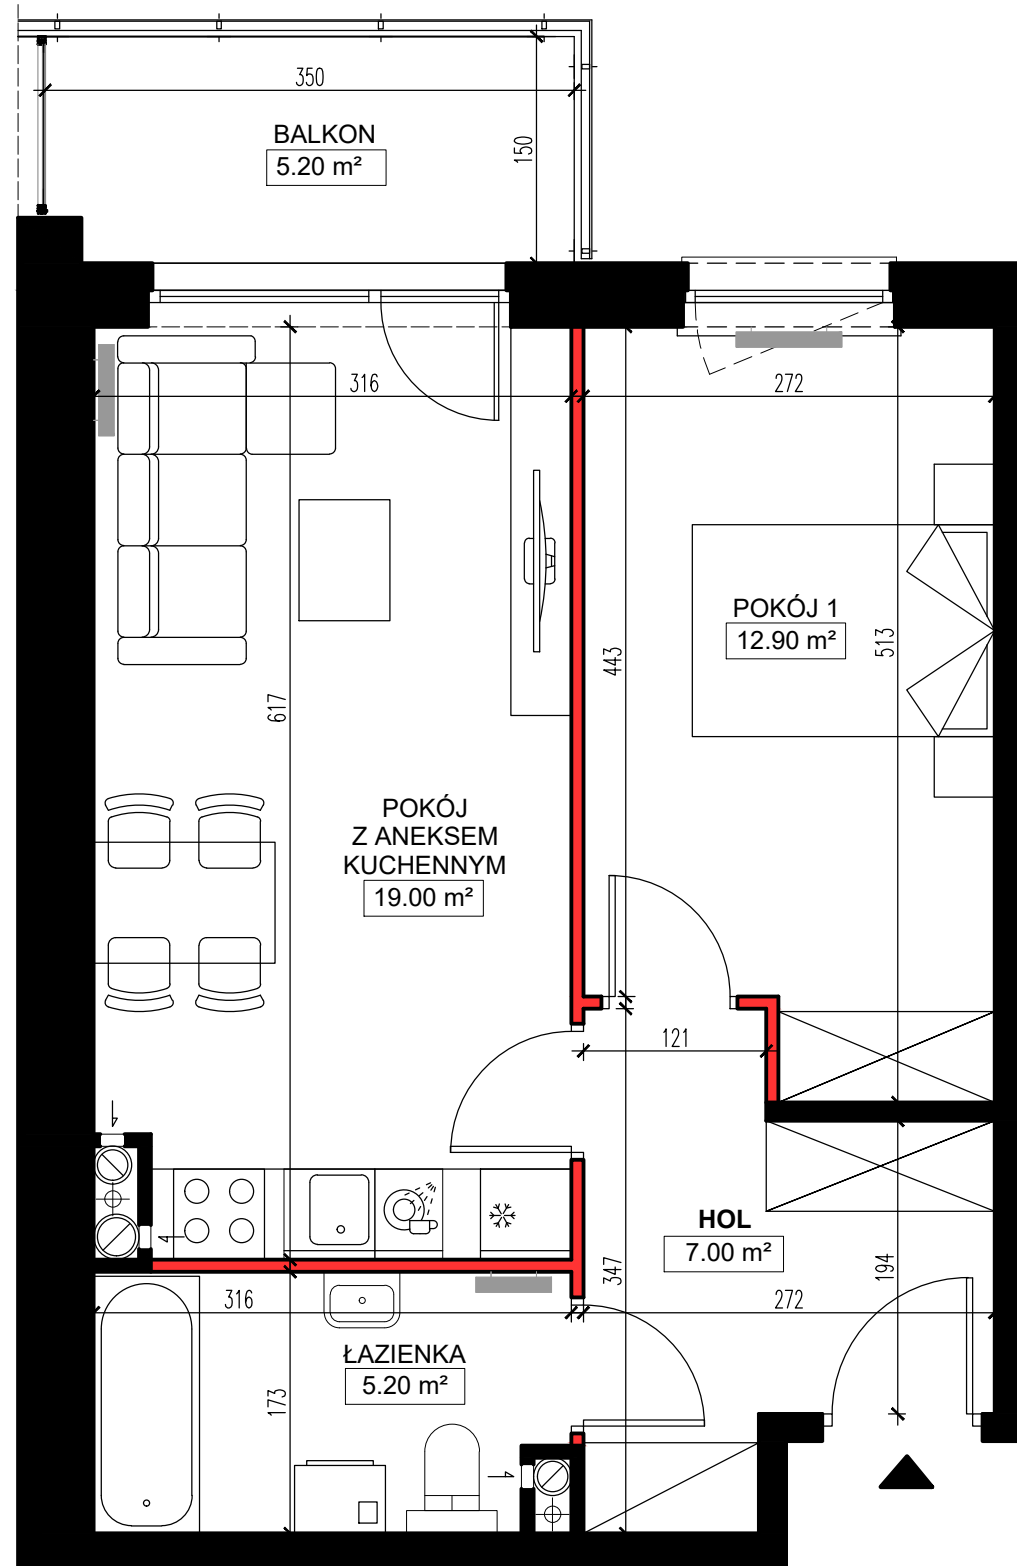 350
BALKON
5.20 m²
150
316
272
POKÓJ 1
12.90 m²
513
443
617
POKÓJ
Z ANEKSEM
KUCHENNYM
19.00 m²
121
HOL
7.00 m²
347
194
316
272
ŁAZIENKA
5.20 m²
173